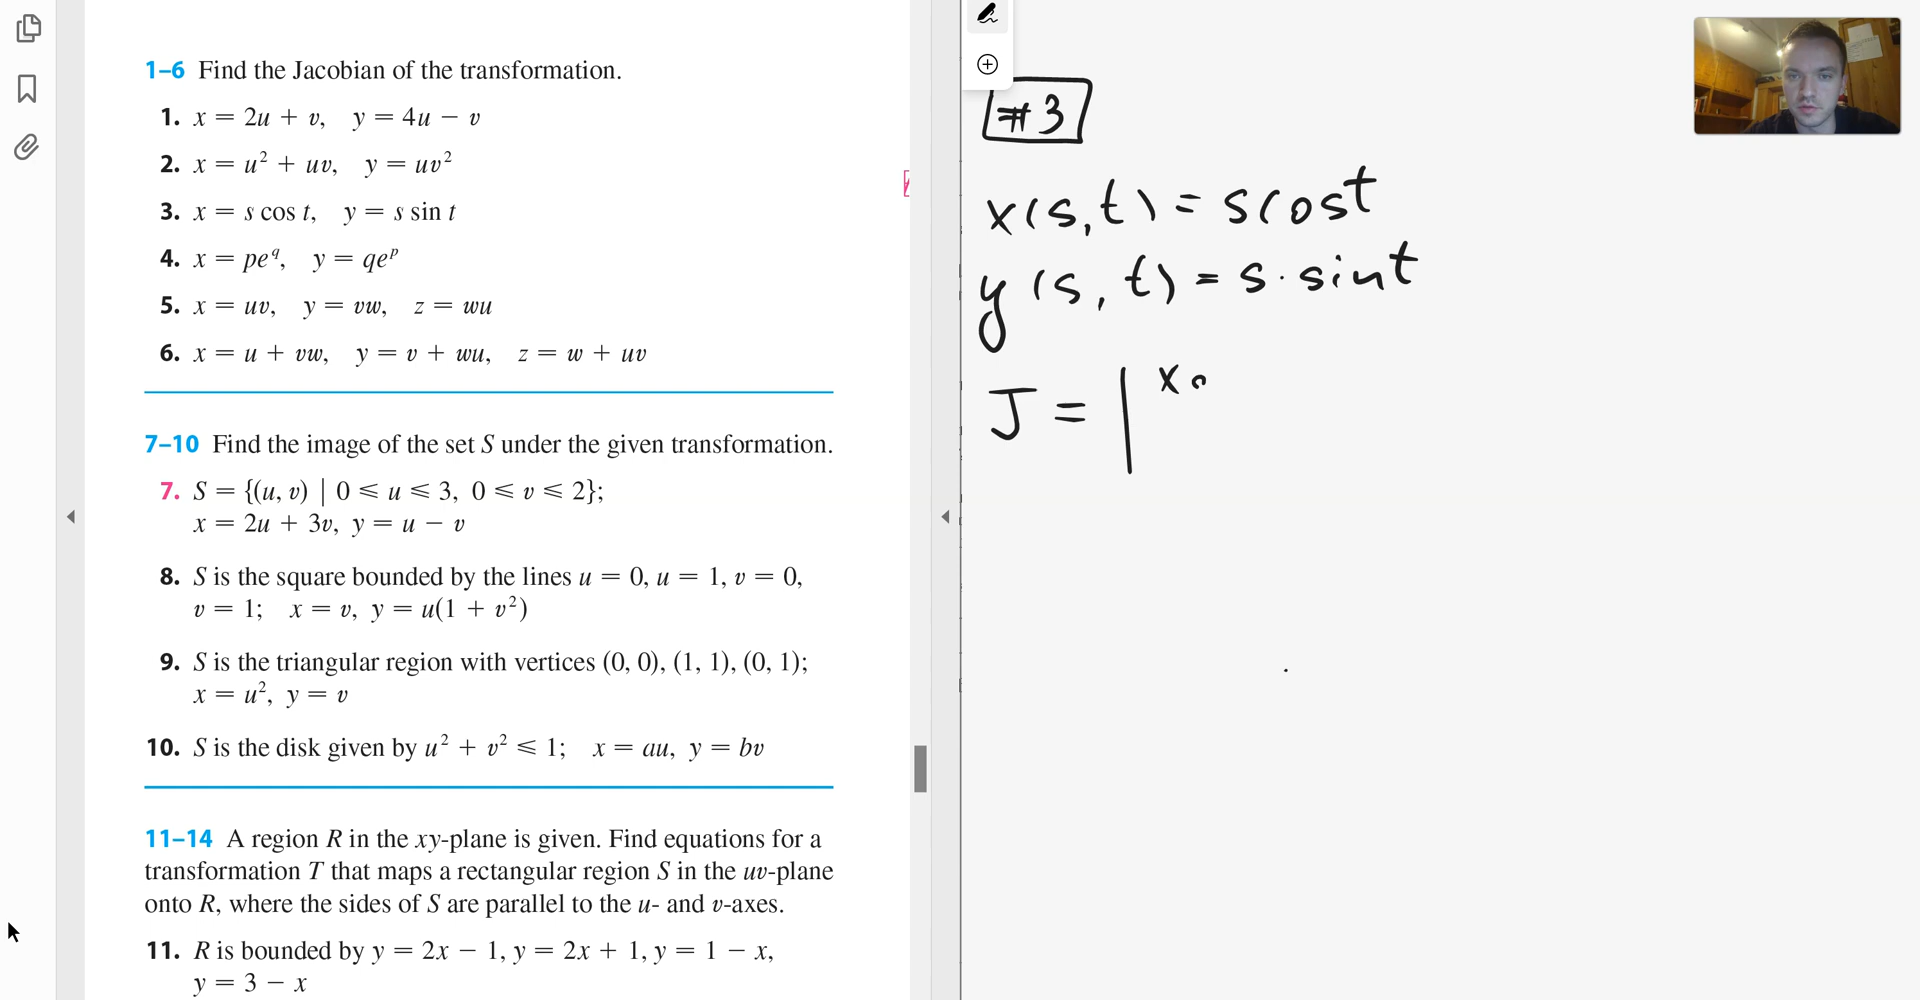 1–6 Find the Jacobian of the transformation.
1. x = 2u + v, y = 4u − v
2. x = u² + uv, y = uv²
3. x = s cos t, y = s sin t
4. x = pe^q, y = qe^p
5. x = uv, y = vw, z = wu
6. x = u + vw, y = v + wu, z = w + uv
7–10 Find the image of the set S under the given transformation.
7. S = {(u, v) | 0 ⩽ u ⩽ 3, 0 ⩽ v ⩽ 2};
x = 2u + 3v, y = u − v
8. S is the square bounded by the lines u = 0, u = 1, v = 0,
v = 1; x = v, y = u(1 + v²)
9. S is the triangular region with vertices (0, 0), (1, 1), (0, 1);
x = u², y = v
10. S is the disk given by u² + v² ⩽ 1; x = au, y = bv
11–14 A region R in the xy-plane is given. Find equations for a
transformation T that maps a rectangular region S in the uv-plane
onto R, where the sides of S are parallel to the u- and v-axes.
11. R is bounded by y = 2x − 1, y = 2x + 1, y = 1 − x,
y = 3 − x
#3
x(s,t) = s cost
y(s,t) = s · sint
J = | x